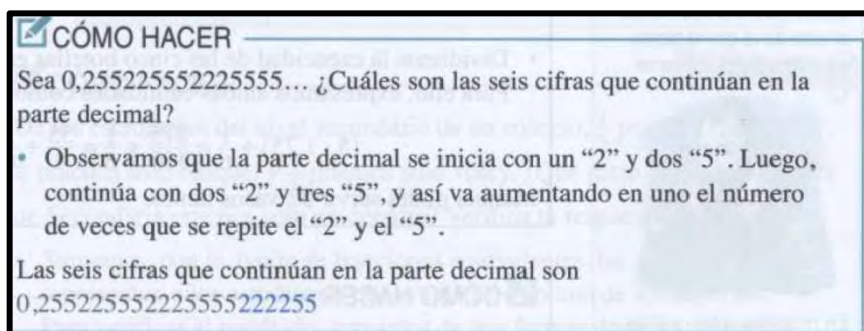 CÓMO HACER
Sea 0,255225552225555... ¿Cuáles son las seis cifras que continúan en la
parte decimal?
• Observamos que la parte decimal se inicia con un “2” y dos “5”. Luego,
continúa con dos “2” y tres “5”, y así va aumentando en uno el número
de veces que se repite el “2” y el “5”.
Las seis cifras que continúan en la parte decimal son
0,255225552225555222255